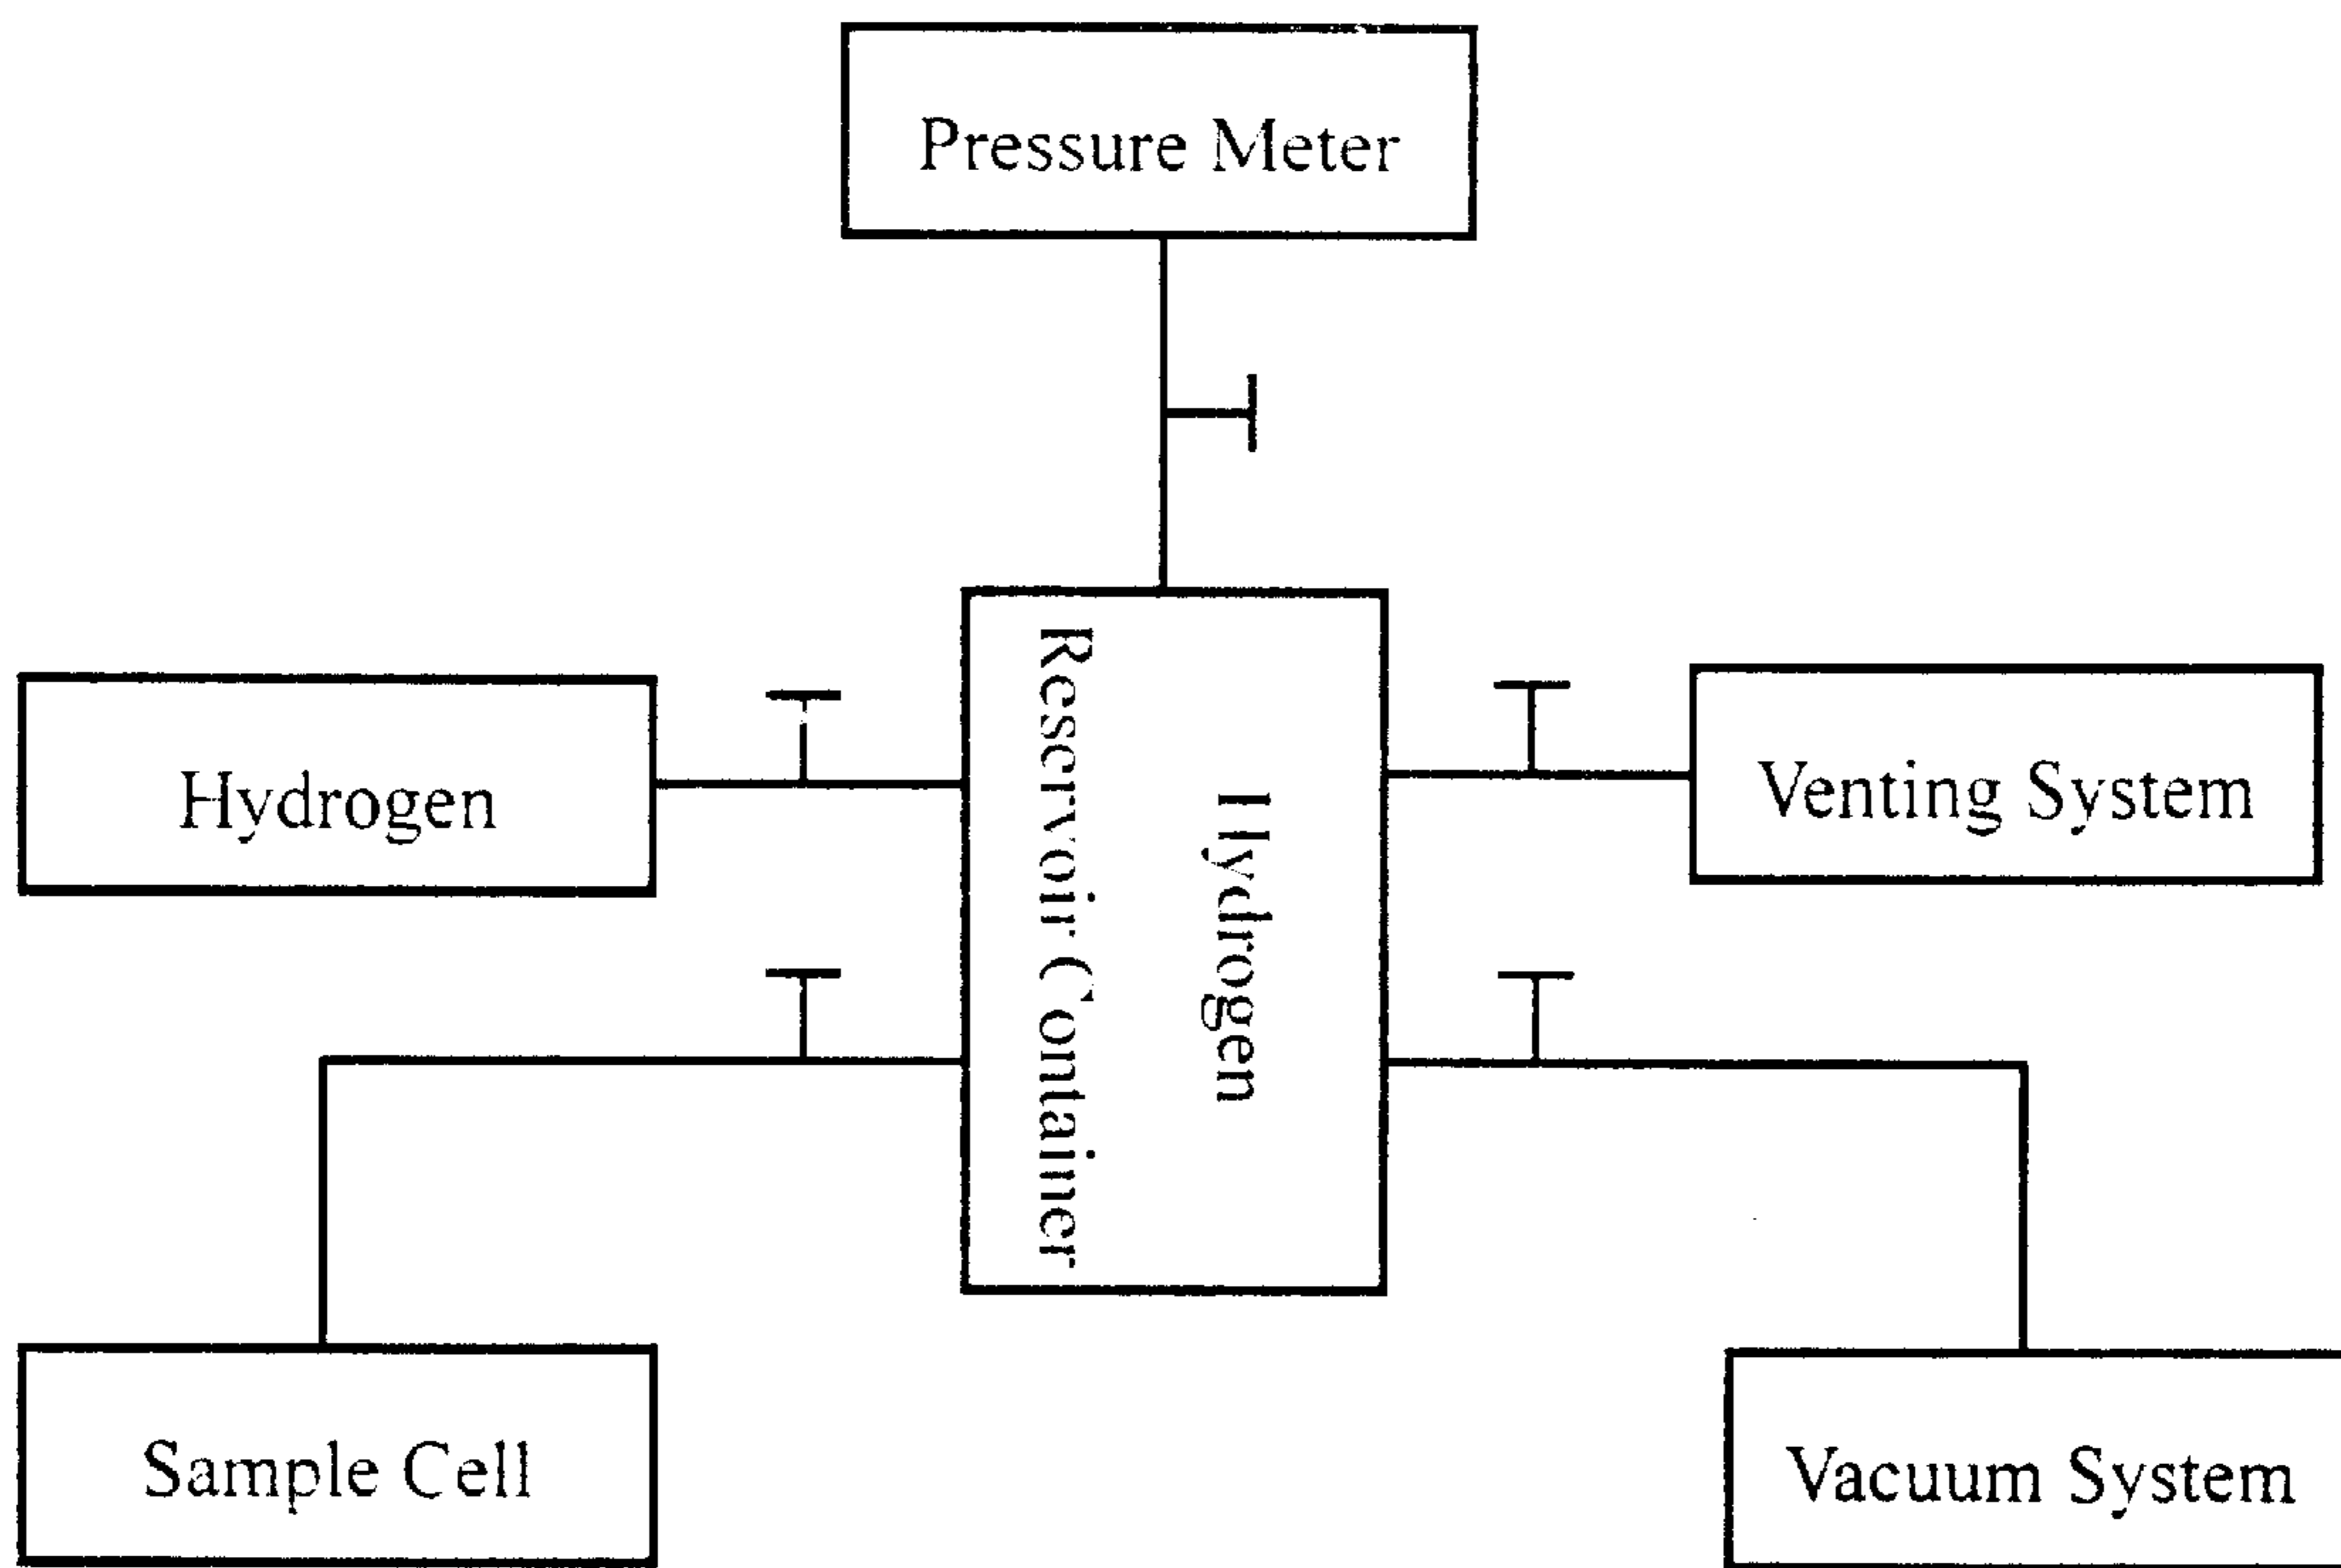 Pressure Meter
Hydrogen
Hydrogen
Reservoir Container
Venting System
Sample Cell
Vacuum System